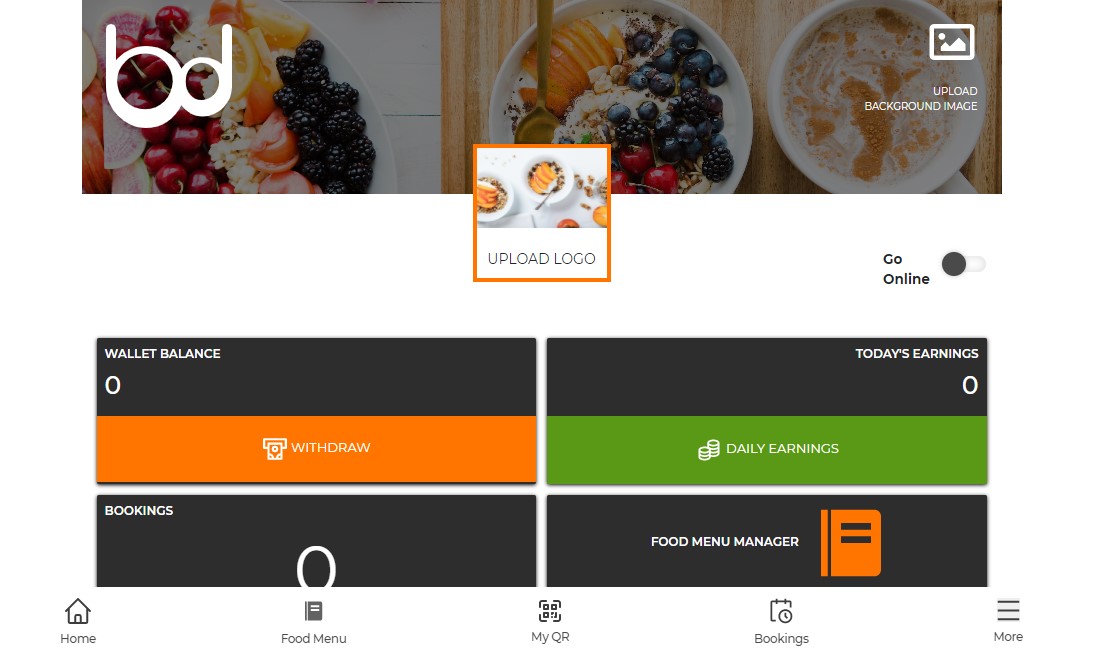 bd
UPLOAD
BACKGROUND IMAGE
UPLOAD LOGO
Go
Online
WALLET BALANCE
0
WITHDRAW
TODAY'S EARNINGS
0
DAILY EARNINGS
BOOKINGS
0
FOOD MENU MANAGER
Home
Food Menu
My QR
Bookings
More